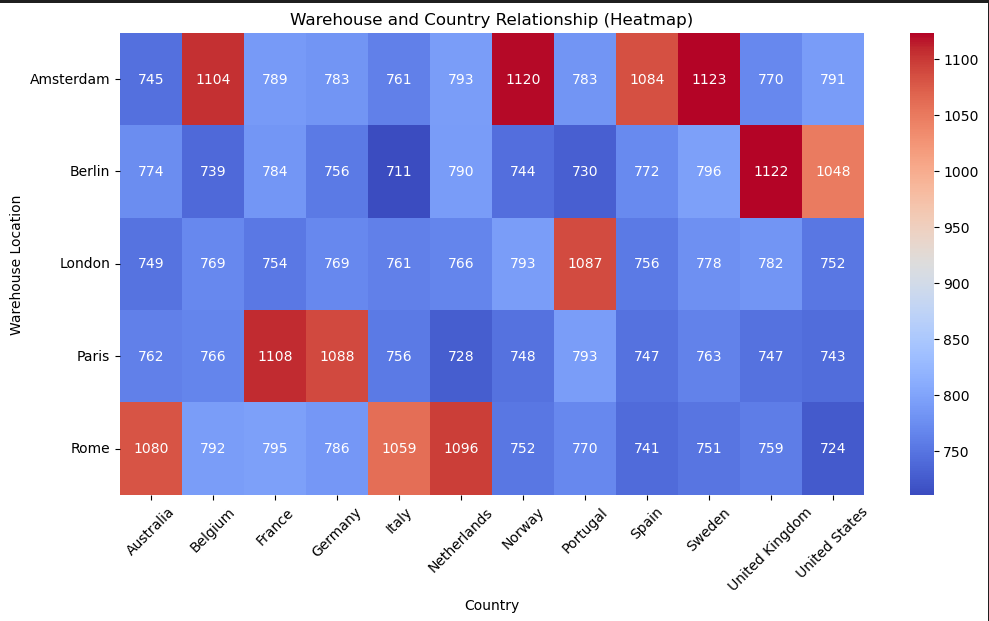 Warehouse and Country Relationship (Heatmap)
Amsterdam 745 1104 789 783 761 793 1120 783 1084 1123 770 791
Berlin 774 739 784 756 711 790 744 730 772 796 1122 1048
London 749 769 754 769 761 766 793 1087 756 778 782 752
Paris 762 766 1108 1088 756 728 748 793 747 763 747 743
Rome 1080 792 795 786 1059 1096 752 770 741 751 759 724
Australia Belgium France Germany Italy Netherlands Norway Portugal Spain Sweden United Kingdom United States
Country
Warehouse Location
1100
1050
1000
950
900
850
800
750